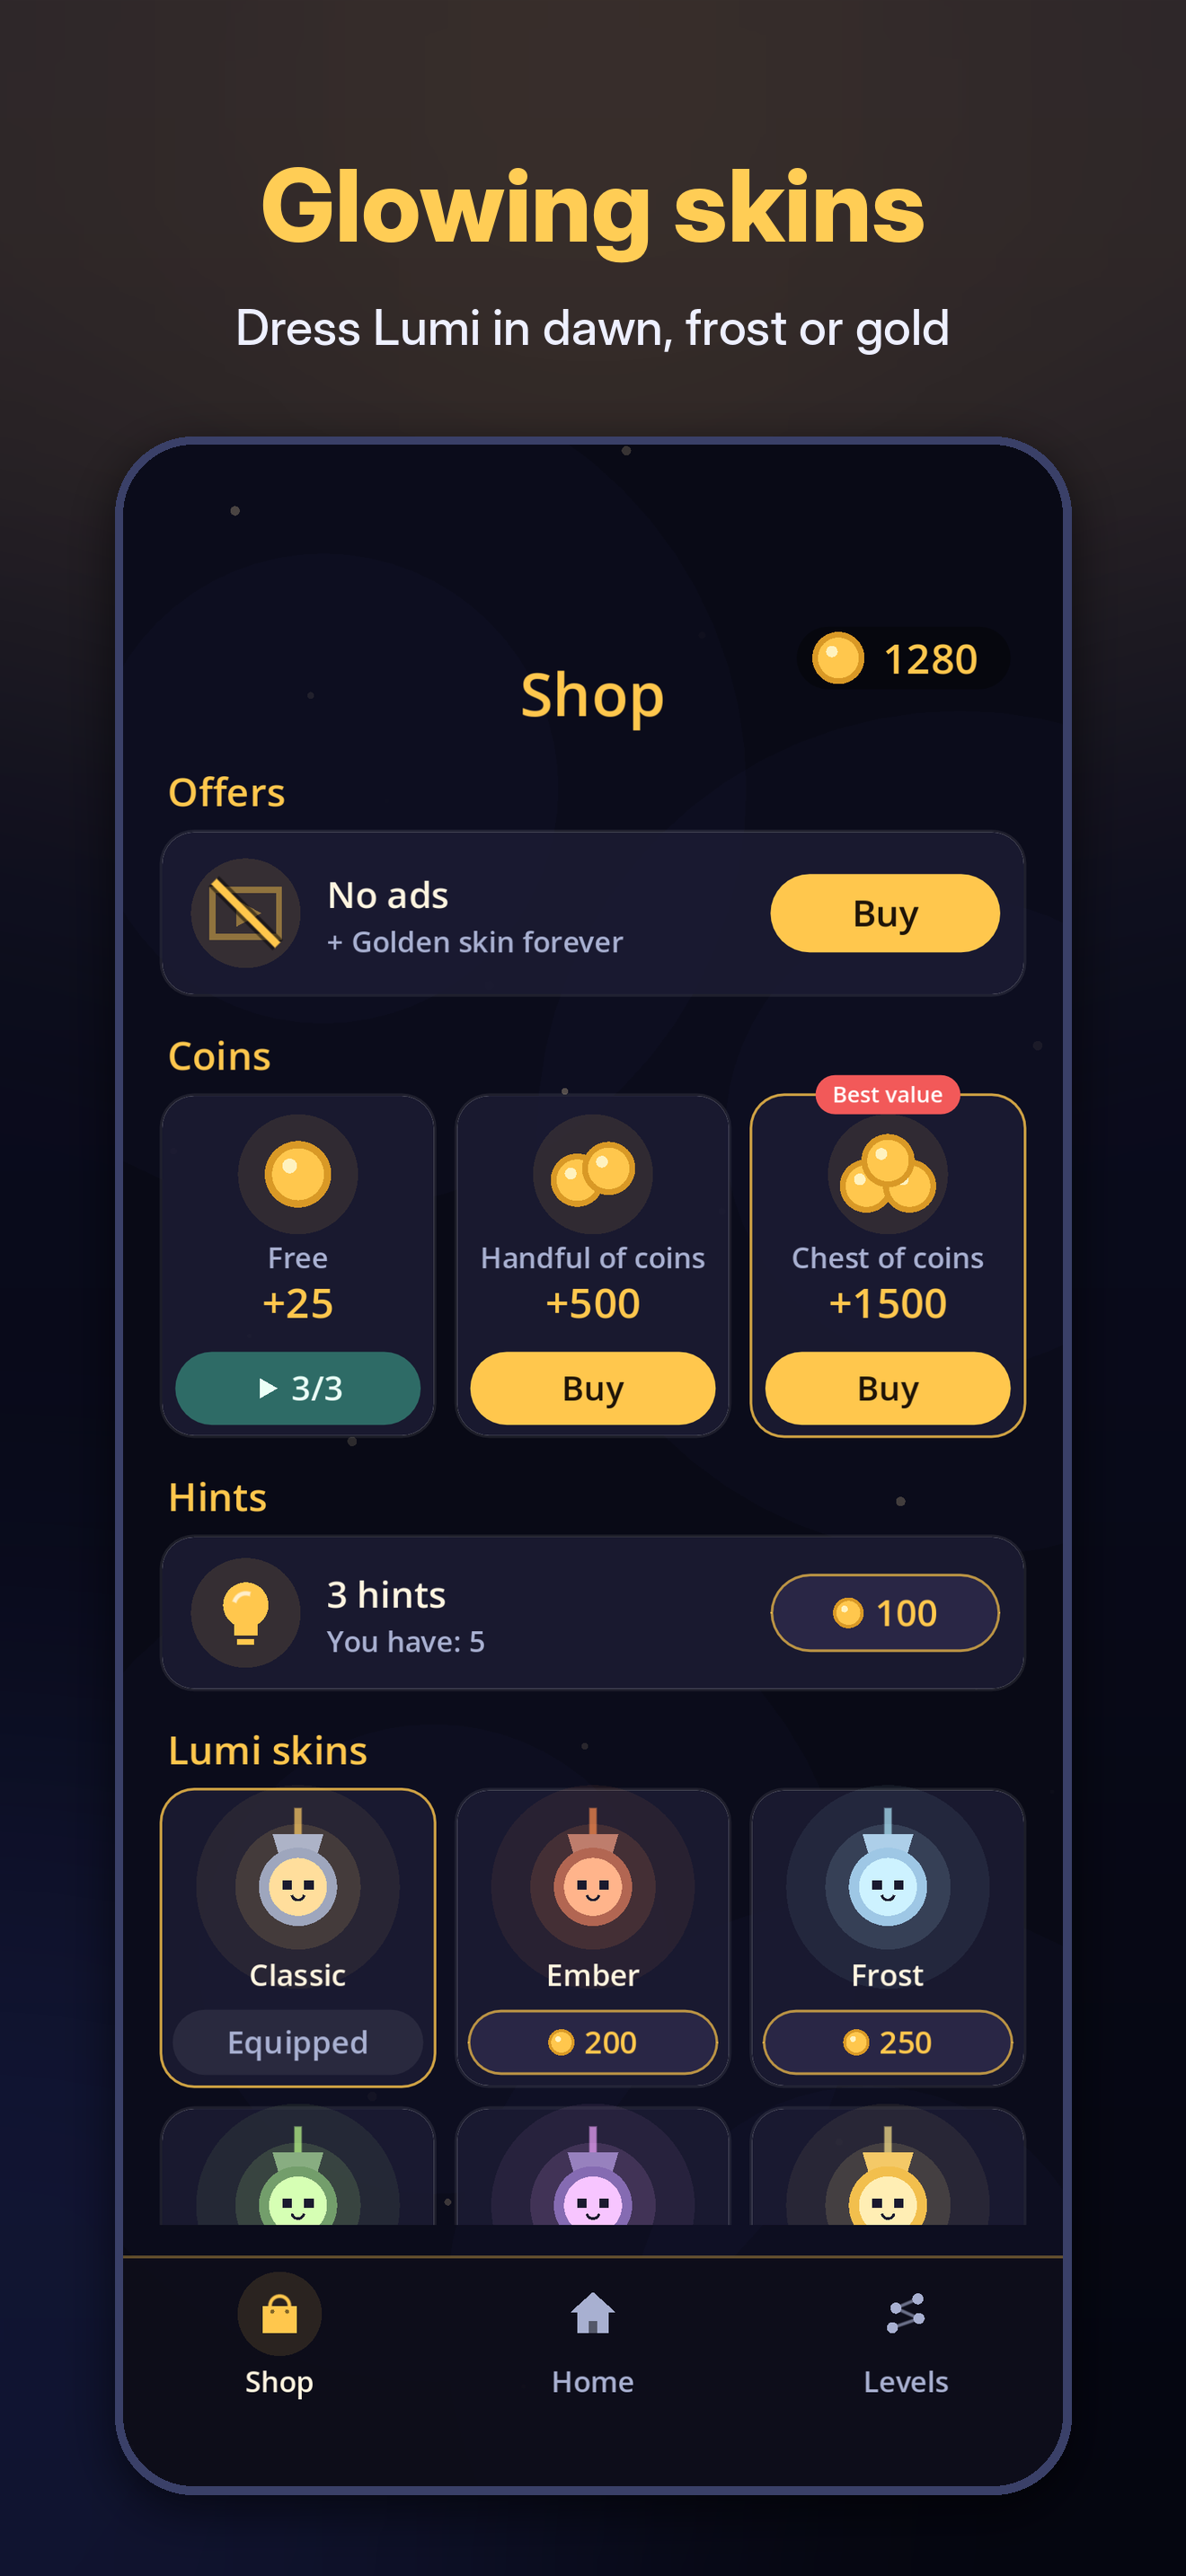 Glowing skins
Dress Lumi in dawn, frost or gold
1280
Shop
Offers
No ads
+ Golden skin forever
Buy
Coins
Best value
Free
+25
3/3
Handful of coins
+500
Buy
Chest of coins
+1500
Buy
Hints
3 hints
You have: 5
100
Lumi skins
Classic
Equipped
Ember
200
Frost
250
Shop
Home
Levels